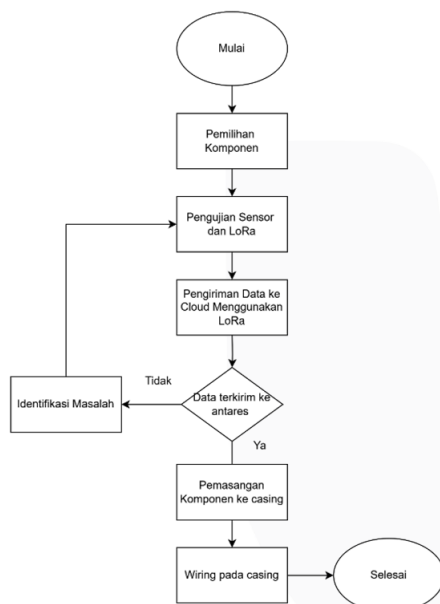 Mulai
Pemilihan
Komponen
Pengujian Sensor
dan LoRa
Pengiriman Data ke
Cloud Menggunakan
LoRa
Tidak
Identifikasi Masalah
Data terkirim ke
antares
Ya
Pemasangan
Komponen ke casing
Wiring pada casing
Selesai